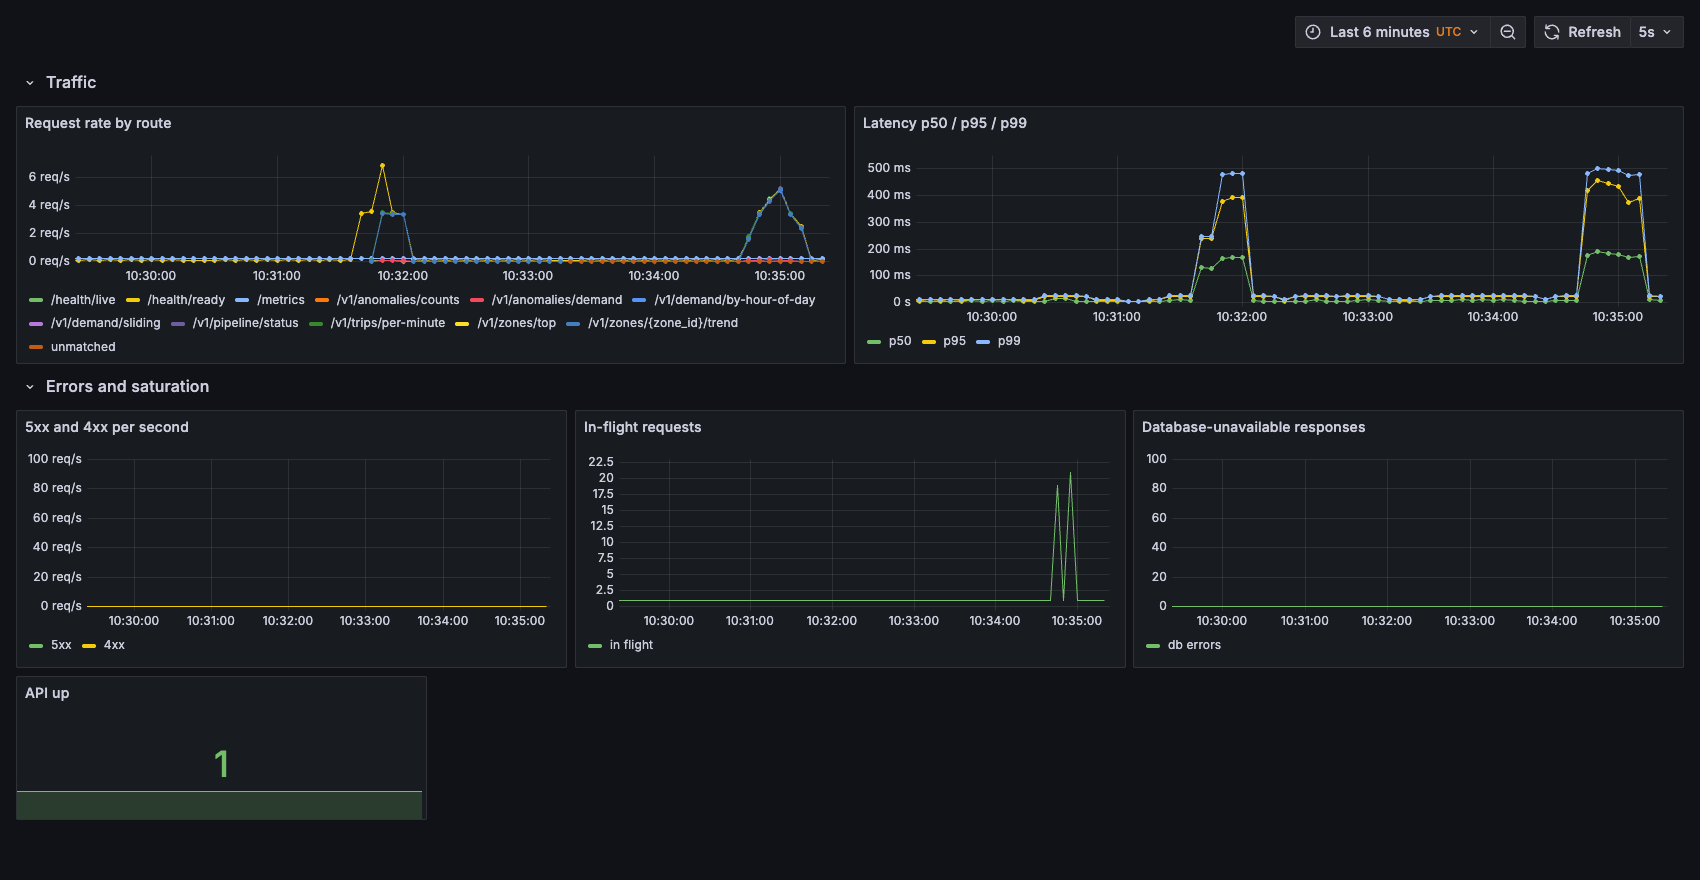 Last 6 minutes UTC
Refresh 5s
Traffic
Request rate by route
6 req/s
4 req/s
2 req/s
0 req/s
10:30:00 10:31:00 10:32:00 10:33:00 10:34:00 10:35:00
/health/live /health/ready /metrics /v1/anomalies/counts /v1/anomalies/demand /v1/demand/by-hour-of-day
/v1/demand/sliding /v1/pipeline/status /v1/trips/per-minute /v1/zones/top /v1/zones/{zone_id}/trend
unmatched
Latency p50 / p95 / p99
500 ms
400 ms
300 ms
200 ms
100 ms
0 s
10:30:00 10:31:00 10:32:00 10:33:00 10:34:00 10:35:00
p50 p95 p99
Errors and saturation
5xx and 4xx per second
100 req/s
80 req/s
60 req/s
40 req/s
20 req/s
0 req/s
10:30:00 10:31:00 10:32:00 10:33:00 10:34:00 10:35:00
5xx 4xx
In-flight requests
22.5
20
17.5
15
12.5
10
7.5
5
2.5
0
10:30:00 10:31:00 10:32:00 10:33:00 10:34:00 10:35:00
in flight
Database-unavailable responses
100
80
60
40
20
0
10:30:00 10:31:00 10:32:00 10:33:00 10:34:00 10:35:00
db errors
API up
1